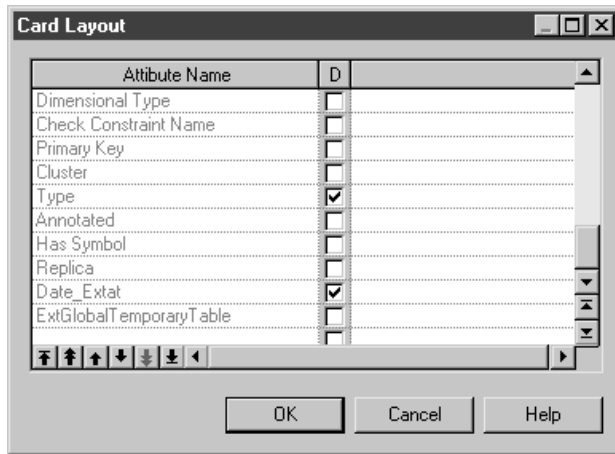 Card Layout
Attibute Name D
Dimensional Type
Check Constraint Name
Primary Key
Cluster
Type
Annotated
Has Symbol
Replica
Date_Extat
ExtGlobalTemporaryTable
OK Cancel Help